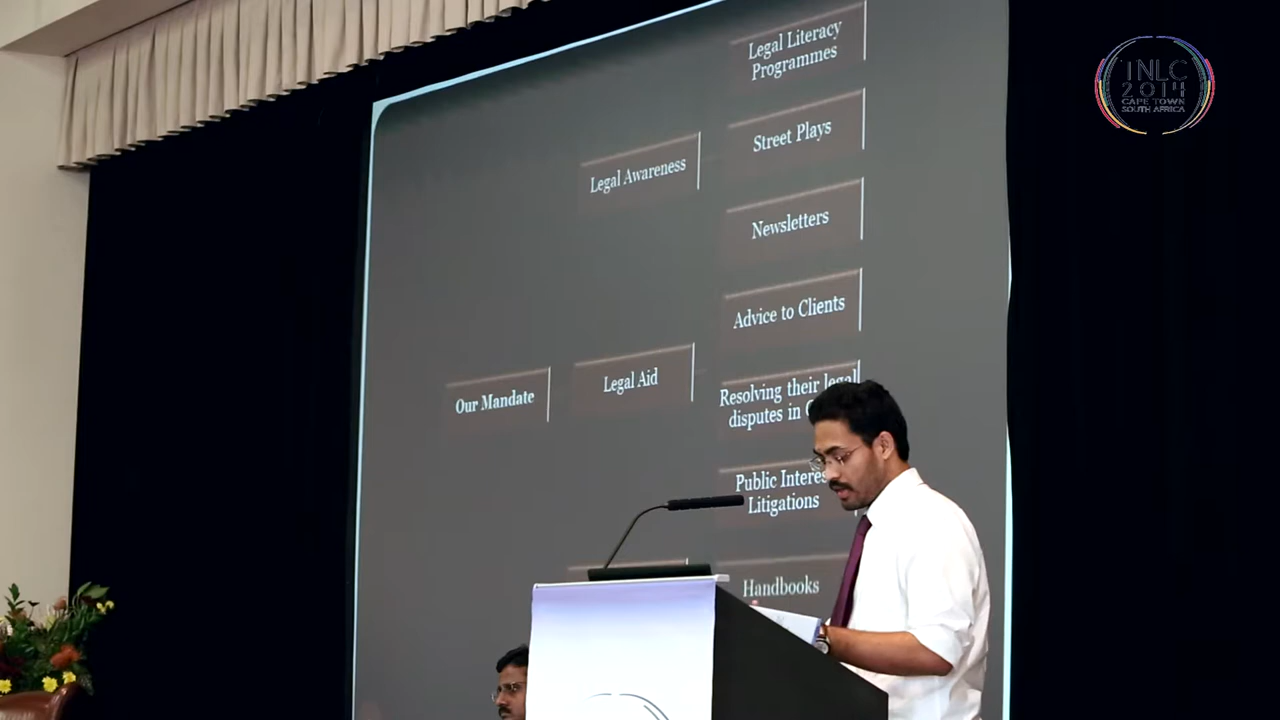 Legal Literacy
Programmes
Street Plays
Legal Awareness
Newsletters
Advice to Clients
Our Mandate
Legal Aid
Resolving their legal
disputes in
Public
Litigations
Handbooks
INLC
2014
CAPE TOWN
SOUTH AFRICA